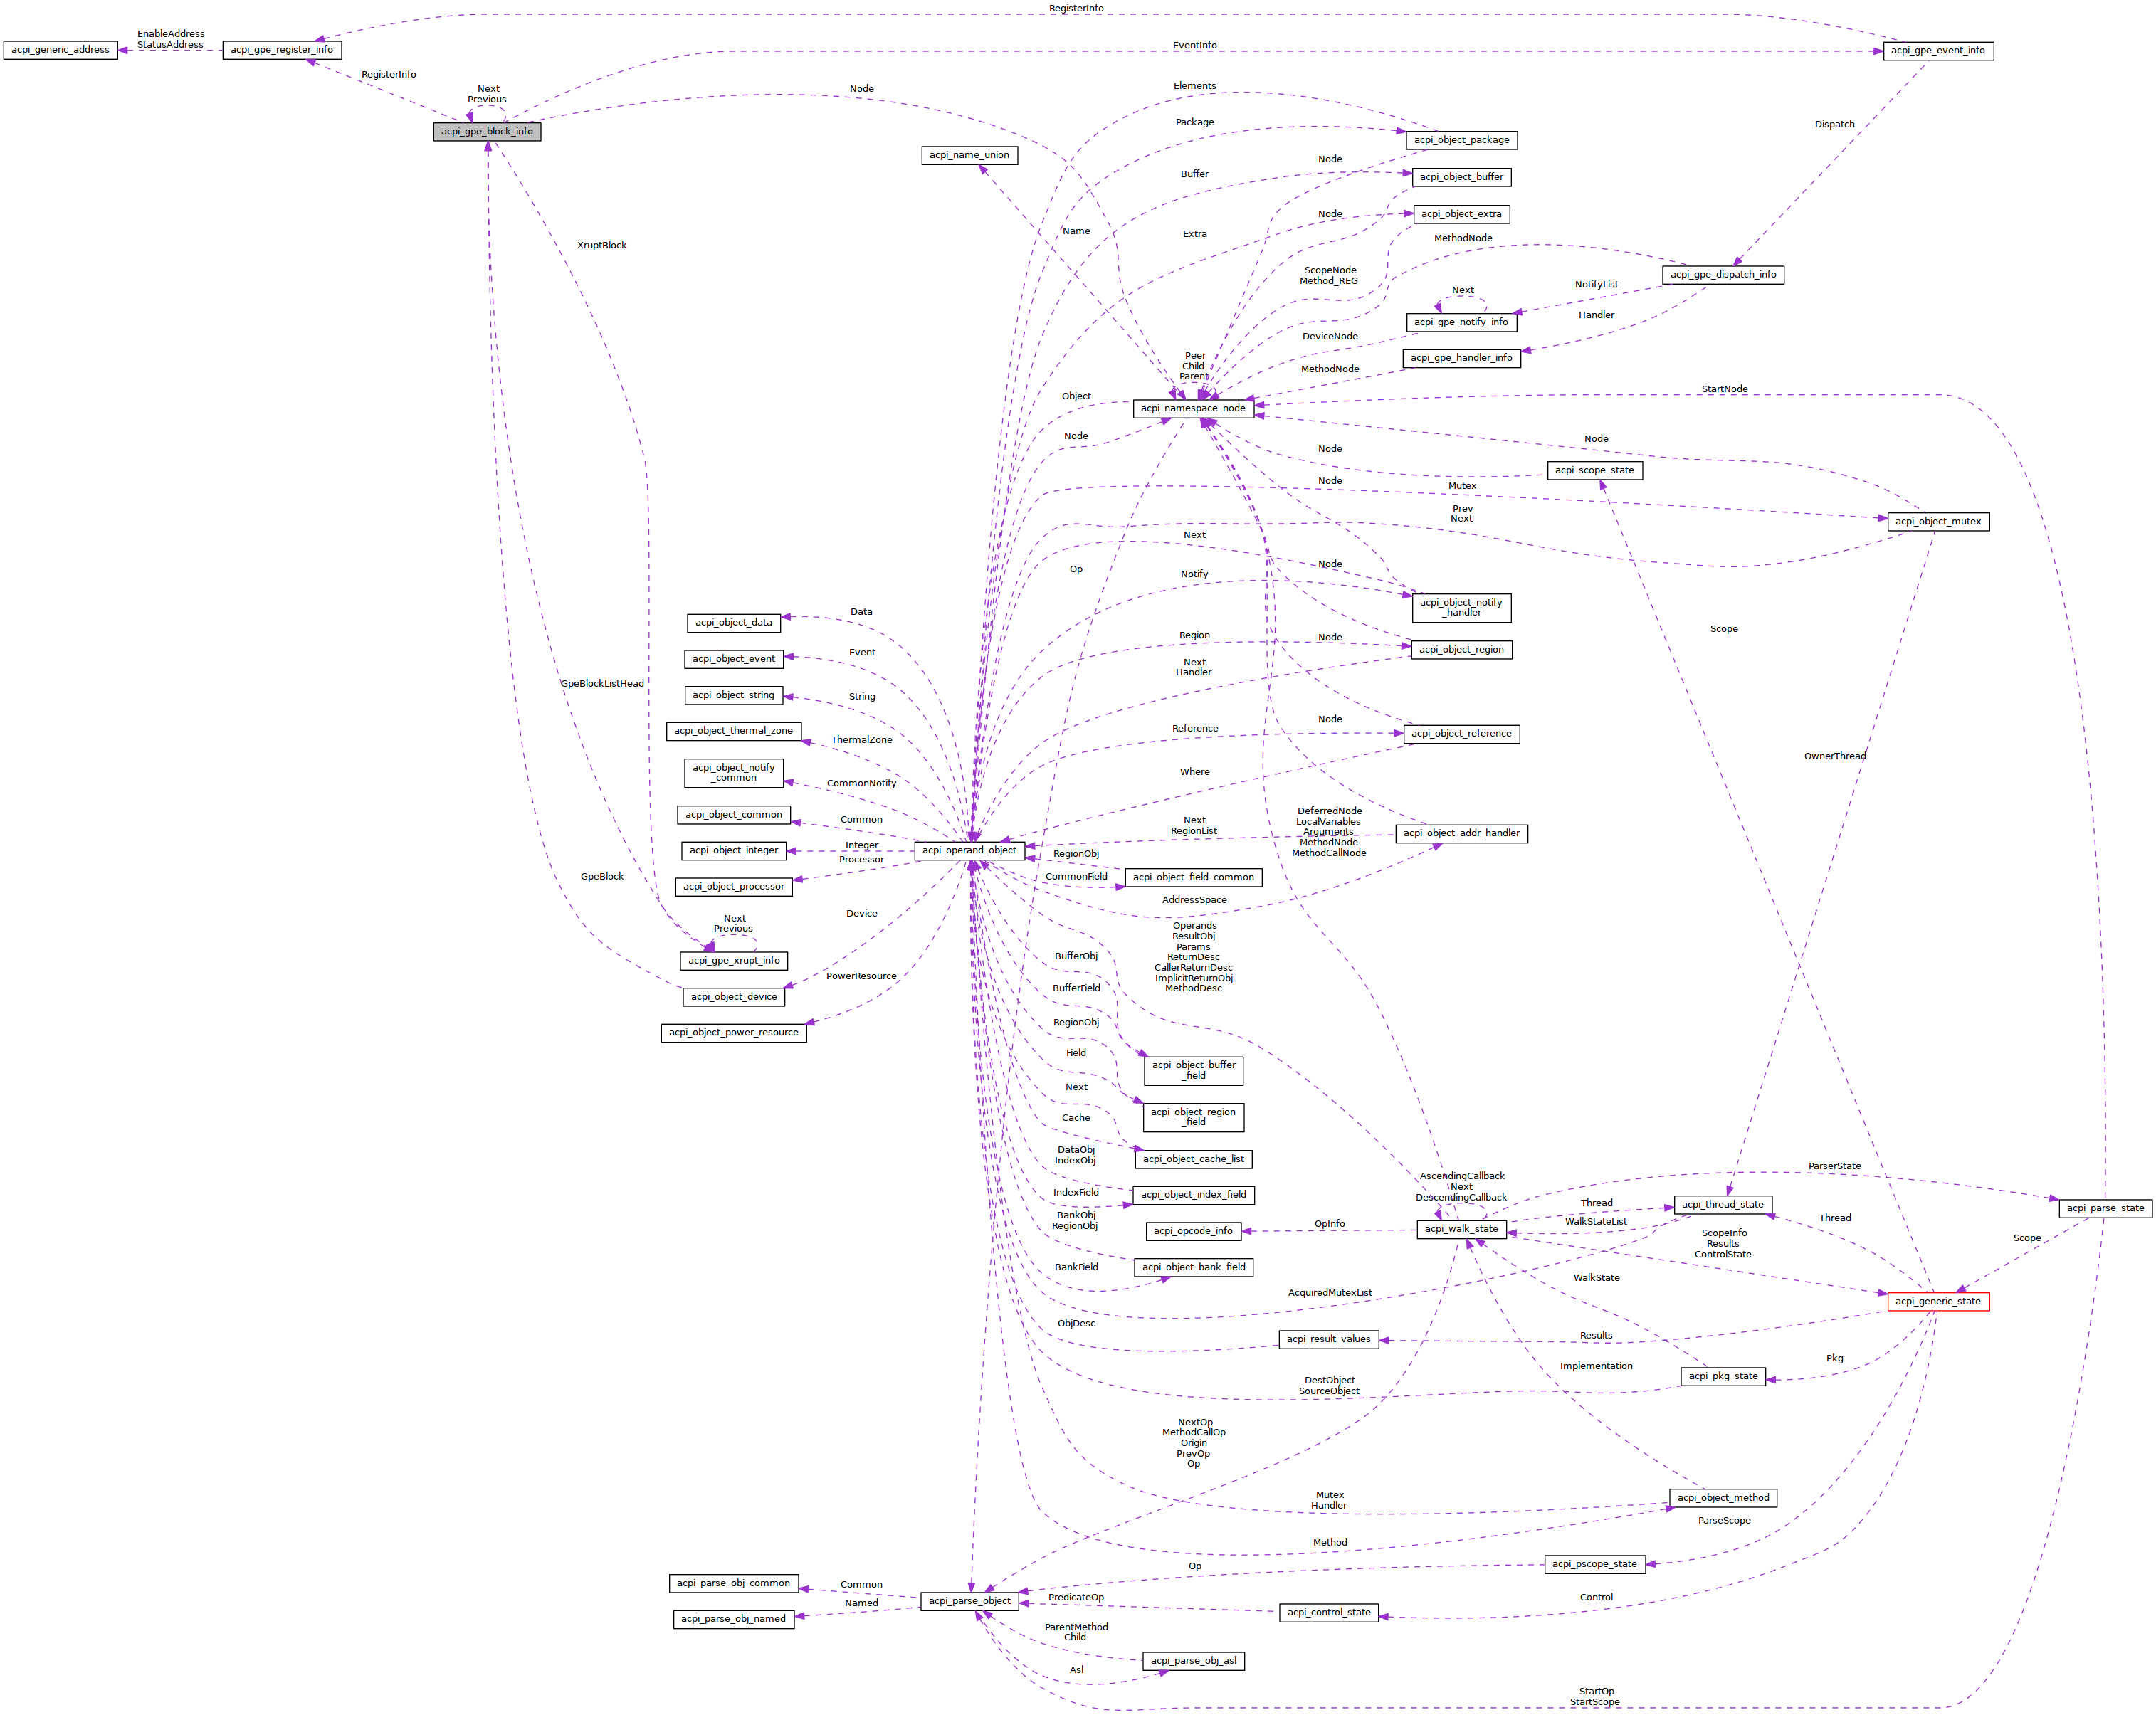 RegisterInfo
EnableAddress
StatusAddress
acpi_generic_address
acpi_gpe_register_info
EventInfo
acpi_gpe_event_info
RegisterInfo
Next
Previous
Node
Elements
acpi_gpe_block_info
Package
Dispatch
acpi_object_package
acpi_name_union
Node
Buffer
acpi_object_buffer
Node
acpi_object_extra
Name
Extra
MethodNode
XruptBlock
ScopeNode
Method_REG
acpi_gpe_dispatch_info
NotifyList
Next
Handler
acpi_gpe_notify_info
DeviceNode
Peer
Child
Parent
acpi_gpe_handler_info
MethodNode
StartNode
Object
acpi_namespace_node
Node
Node
Node
acpi_scope_state
Node
Mutex
Prev
Next
acpi_object_mutex
Next
Op
Notify
Node
acpi_object_notify
_handler
Data
acpi_object_data
Scope
Region
Node
acpi_object_region
Event
acpi_object_event
Next
Handler
GpeBlockListHead
String
acpi_object_string
Node
Reference
acpi_object_reference
acpi_object_thermal_zone
ThermalZone
OwnerThread
acpi_object_notify
_common
CommonNotify
Where
acpi_object_common
Common
Next
RegionList
DeferredNode
LocalVariables
Arguments
MethodNode
MethodCallNode
acpi_object_addr_handler
acpi_object_integer
Integer
acpi_operand_object
RegionObj
Processor
GpeBlock
acpi_object_processor
CommonField
acpi_object_field_common
AddressSpace
Device
Next
Previous
Operands
ResultObj
Params
ReturnDesc
CallerReturnDesc
ImplicitReturnObj
MethodDesc
acpi_gpe_xrupt_info
BufferObj
PowerResource
BufferField
acpi_object_device
RegionObj
acpi_object_power_resource
Field
acpi_object_buffer
_field
Next
Cache
acpi_object_region
_field
DataObj
IndexObj
acpi_object_cache_list
IndexField
acpi_object_index_field
AscendingCallback
Next
DescendingCallback
ParserState
Thread
acpi_thread_state
acpi_parse_state
BankObj
RegionObj
acpi_opcode_info
OpInfo
acpi_walk_state
WalkStateList
Thread
Scope
ScopeInfo
Results
ControlState
BankField
acpi_object_bank_field
WalkState
AcquiredMutexList
acpi_generic_state
ObjDesc
acpi_result_values
Results
Implementation
Pkg
acpi_pkg_state
DestObject
SourceObject
NextOp
MethodCallOp
Origin
PrevOp
Op
Mutex
Handler
acpi_object_method
ParseScope
Method
Op
acpi_pscope_state
acpi_parse_obj_common
Common
acpi_parse_object
Named
PredicateOp
Control
acpi_parse_obj_named
acpi_control_state
ParentMethod
Child
acpi_parse_obj_asl
Asl
StartOp
StartScope